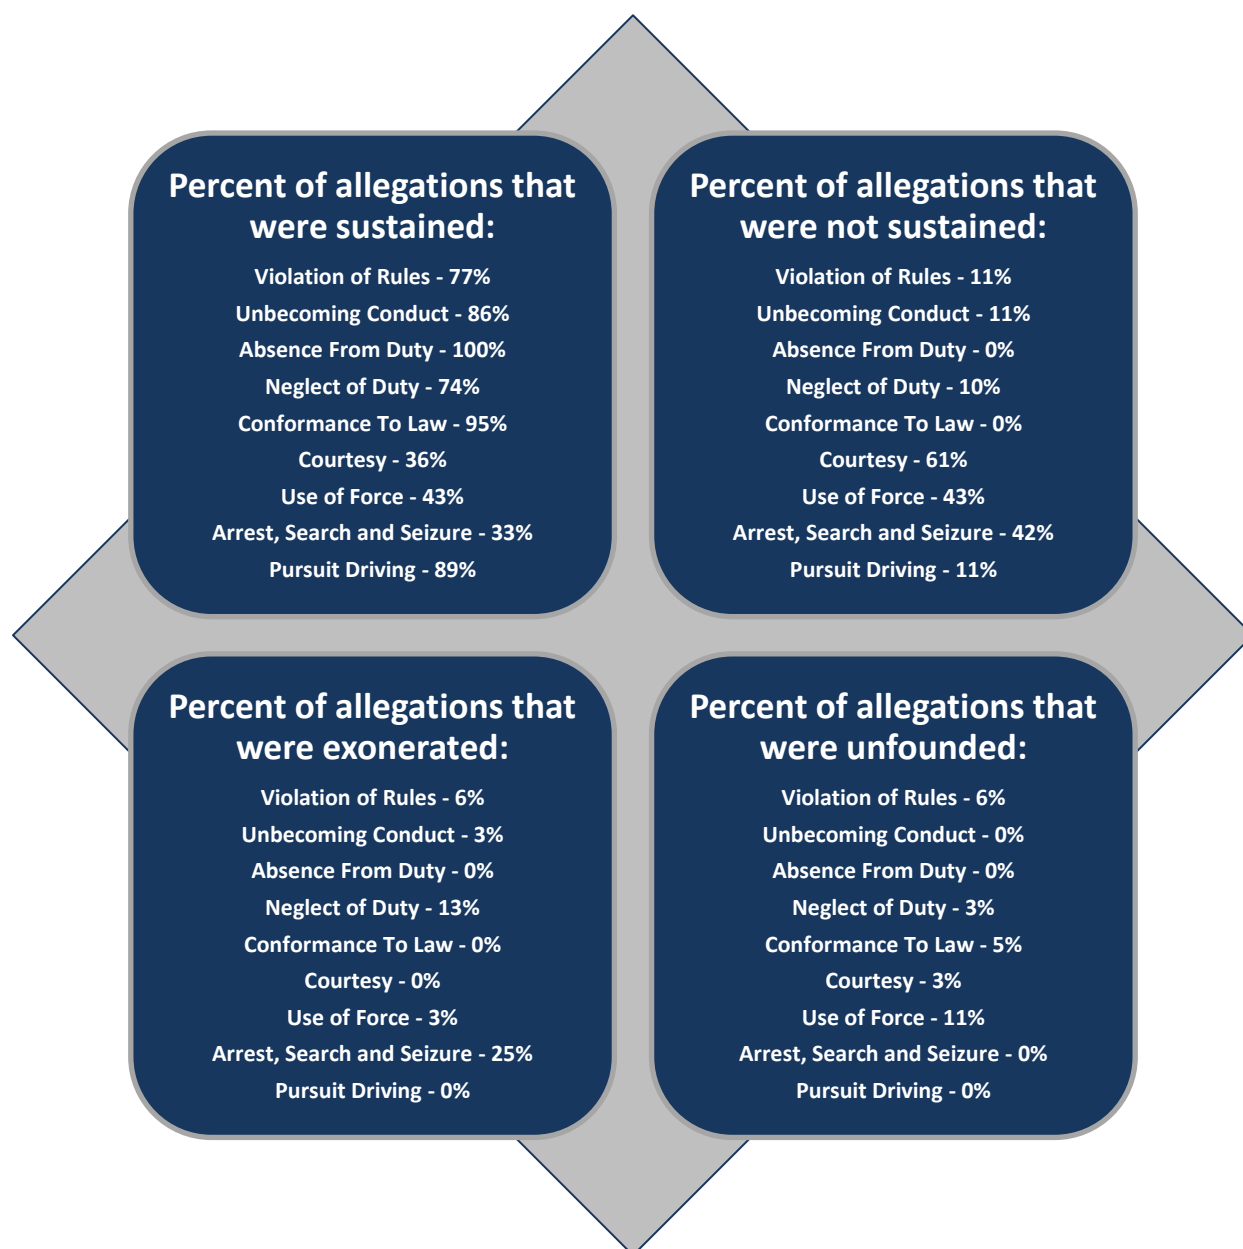 Percent of allegations that
were sustained:
Violation of Rules - 77%
Unbecoming Conduct - 86%
Absence From Duty - 100%
Neglect of Duty - 74%
Conformance To Law - 95%
Courtesy - 36%
Use of Force - 43%
Arrest, Search and Seizure - 33%
Pursuit Driving - 89%
Percent of allegations that
were not sustained:
Violation of Rules - 11%
Unbecoming Conduct - 11%
Absence From Duty - 0%
Neglect of Duty - 10%
Conformance To Law - 0%
Courtesy - 61%
Use of Force - 43%
Arrest, Search and Seizure - 42%
Pursuit Driving - 11%
Percent of allegations that
were exonerated:
Violation of Rules - 6%
Unbecoming Conduct - 3%
Absence From Duty - 0%
Neglect of Duty - 13%
Conformance To Law - 0%
Courtesy - 0%
Use of Force - 3%
Arrest, Search and Seizure - 25%
Pursuit Driving - 0%
Percent of allegations that
were unfounded:
Violation of Rules - 6%
Unbecoming Conduct - 0%
Absence From Duty - 0%
Neglect of Duty - 3%
Conformance To Law - 5%
Courtesy - 3%
Use of Force - 11%
Arrest, Search and Seizure - 0%
Pursuit Driving - 0%